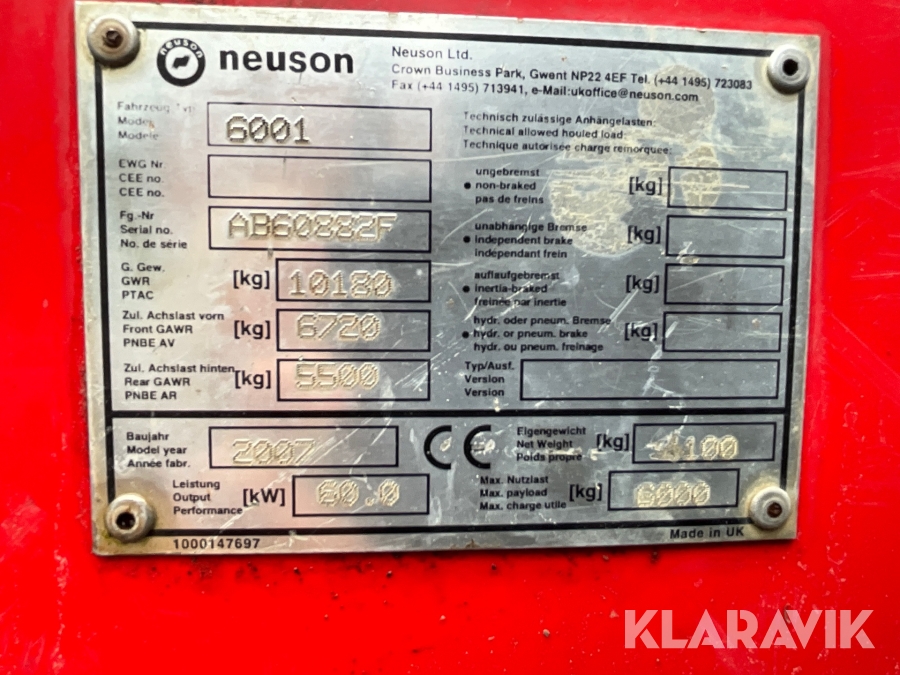 neuson
neuson
Neuson Ltd.
Crown Business Park, Gwent NP22 4EF Tel. (+44 1495) 723083
Fax (+44 1495) 713941, e-Mail:ukoffice@neuson.com
Fahrzeug Typ
Model
Modele
6001
EWG Nr
CEE no.
CEE no.
Fg.-Nr
Serial no.
No. de série
AB60882F
G. Gew.
GWR
PTAC
[kg] 10180
Zul. Achslast vorn
Front GAWR
PNBE AV
[kg] 6720
Zul. Achslast hinten
Rear GAWR
PNBE AR
[kg] 5500
Technisch zulässige Anhängelasten:
Technical allowed houled load:
Technique autorisée charge remorquee:
ungebremst
• non-braked
pas de freins
[kg]
unabhängige Bremse
• independent brake
independant frein
[kg]
auflaufgebremst
• inertia-braked
freinée par inertie
[kg]
hydr. oder pneum. Bremse
• hydr. or pneum. brake
hydr. ou pneum. freinage
[kg]
Typ/Ausf.
Version
Version
Baujahr
Model year
Année fabr.
2007
CE
Eigengewicht
Net Weight
Poids propre
[kg] 100
Leistung
Output
Performance
[kW] 60.0
Max. Nutzlast
Max. payload
Max. charge utile
[kg] 6000
1000147697
Made in UK
KLARAVIK